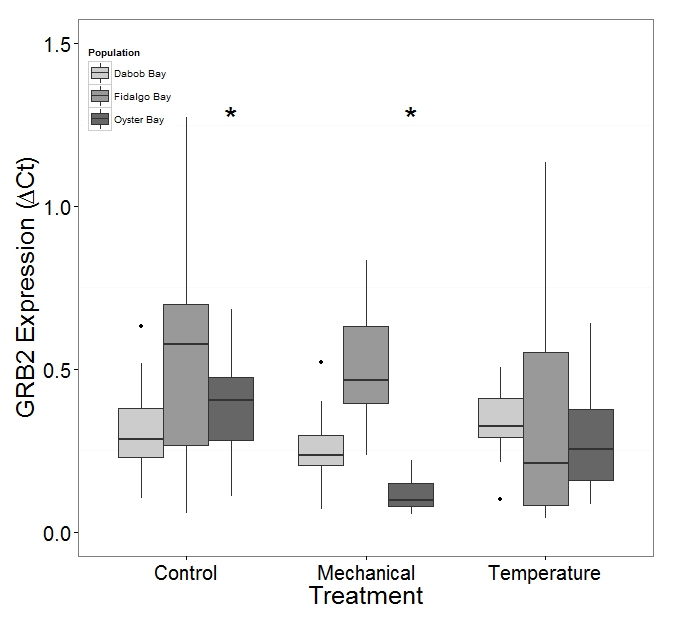 1.5
Population
Dabob Bay
Fidalgo Bay
Oyster Bay
* *
1.0
GRB2 Expression (ΔCt)
0.5
0.0
Control Mechanical Temperature
Treatment